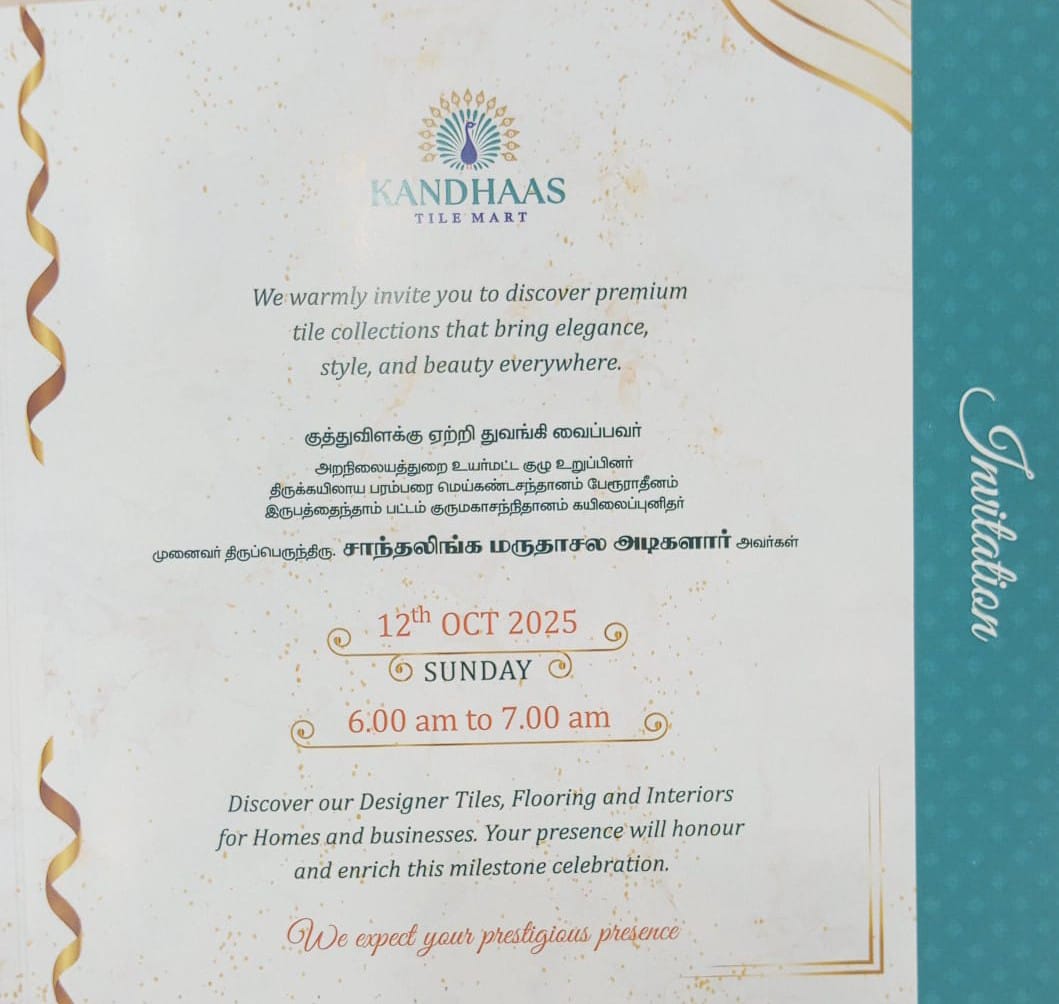 KANDHAAS
TILE MART
We warmly invite you to discover premium
tile collections that bring elegance,
style, and beauty everywhere.
குத்துவிளக்கு ஏற்றி துவங்கி வைப்பவர்
அறநிலையத்துறை உயர்மட்ட குழு உறுப்பினர்
திருக்கயிலாய பரம்பரை மெய்கண்டசந்தானம் பேரூராதீனம்
இருபத்தைந்தாம் பட்டம் குருமகாசந்நிதானம் கயிலைப்புனிதர்
முனைவர் திருப்பெருந்திரு. சாந்தலிங்க மருதாசல அடிகளார் அவர்கள்
12th OCT 2025
SUNDAY
6.00 am to 7.00 am
Discover our Designer Tiles, Flooring and Interiors
for Homes and businesses. Your presence will honour
and enrich this milestone celebration.
We expect your prestigious presence
Invitation